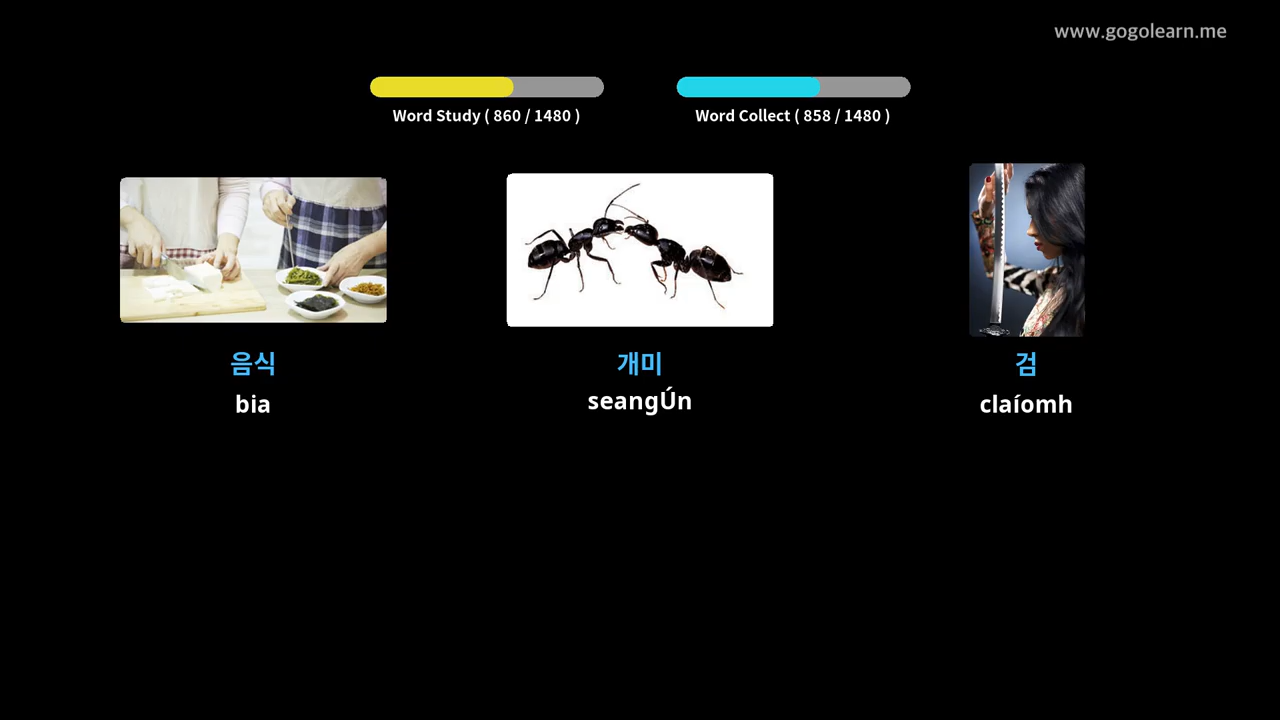 www.gogolearn.me
Word Study ( 860 / 1480 )
Word Collect ( 858 / 1480 )
음식
bia
개미
seangÚn
검
claíomh